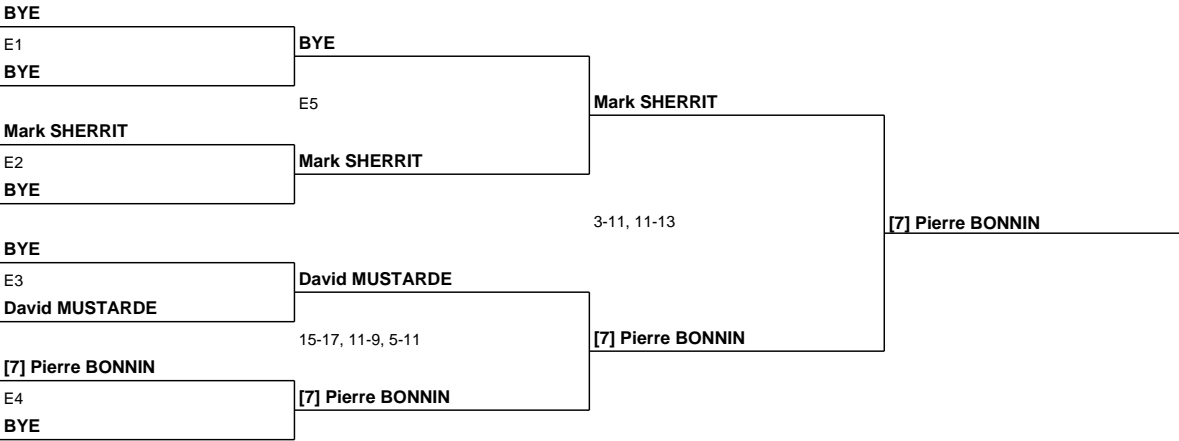 BYE
E1
BYE
BYE
E5
Mark SHERRIT
Mark SHERRIT
E2
Mark SHERRIT
BYE
3-11, 11-13
[7] Pierre BONNIN
BYE
E3
David MUSTARDE
David MUSTARDE
15-17, 11-9, 5-11
[7] Pierre BONNIN
[7] Pierre BONNIN
E4
[7] Pierre BONNIN
BYE